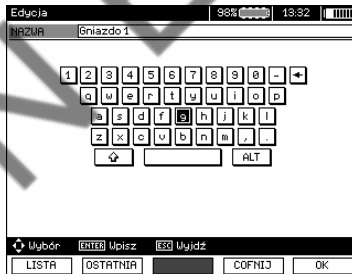 Edycja 98% 13:32
NAZWA Gniazdo 1
1 2 3 4 5 6 7 8 9 0 -
q w e r t y u i o p
a s d f g h j k l
z x c v b n m , .
ALT
Wybór ENTER Wpisz ESC Wyjdź
LISTA OSTATNIA COFNIJ OK